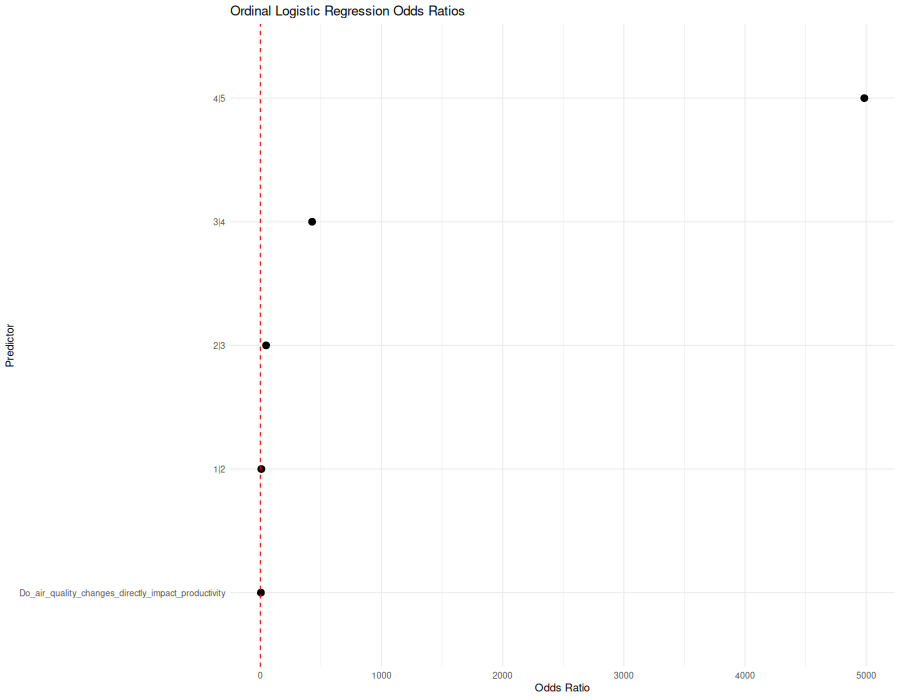 Ordinal Logistic Regression Odds Ratios
4|5
3|4
2|3
1|2
Do_air_quality_changes_directly_impact_productivity
Predictor
0 1000 2000 3000 4000 5000
Odds Ratio